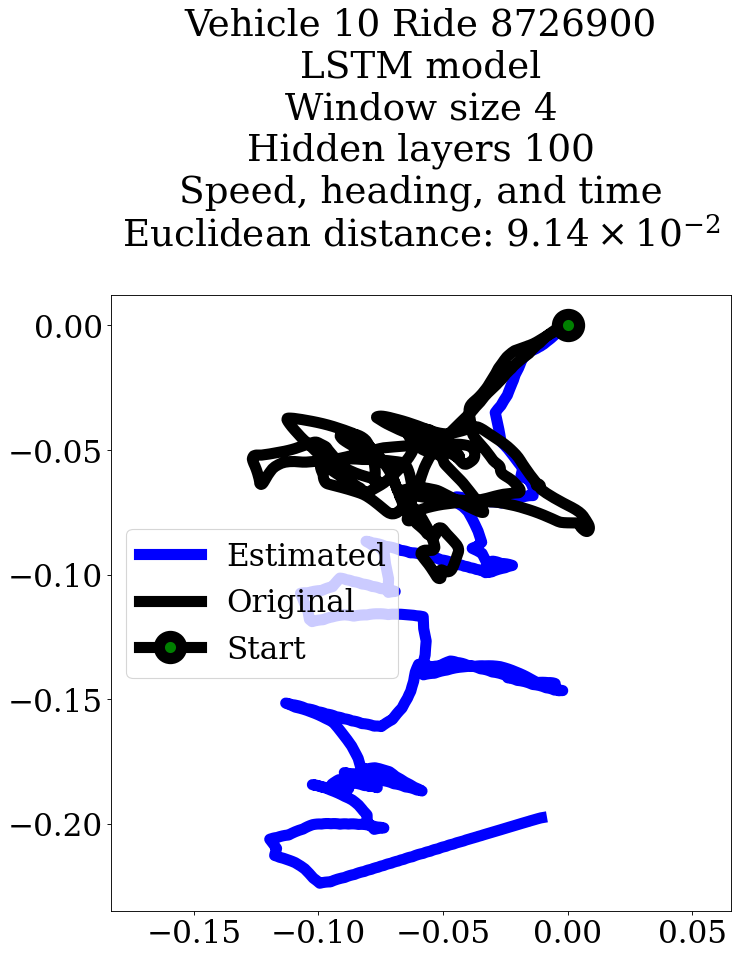 Vehicle 10 Ride 8726900
LSTM model
Window size 4
Hidden layers 100
Speed, heading, and time
Euclidean distance: 9.14 × 10⁻²
0.00
−0.05
−0.10
−0.15
−0.20
Estimated
Original
Start
−0.15 −0.10 −0.05 0.00 0.05